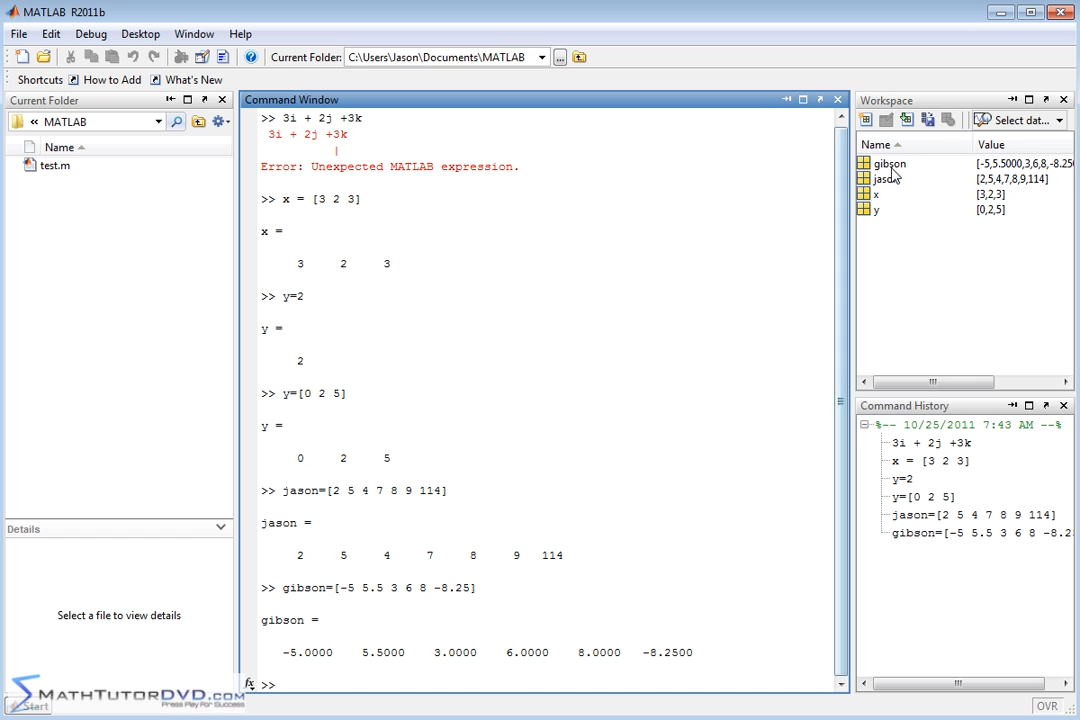 MATLAB R2011b
File Edit Debug Desktop Window Help
Current Folder: C:\Users\Jason\Documents\MATLAB
Shortcuts How to Add What's New
Current Folder
« MATLAB
Name
test.m
Details
Select a file to view details
Command Window
>> 3i + 2j +3k
3i + 2j +3k
|
Error: Unexpected MATLAB expression.
>> x = [3 2 3]
x =
3 2 3
>> y=2
y =
2
>> y=[0 2 5]
y =
0 2 5
>> jason=[2 5 4 7 8 9 114]
jason =
2 5 4 7 8 9 114
>> gibson=[-5 5.5 3 6 8 -8.25]
gibson =
-5.0000 5.5000 3.0000 6.0000 8.0000 -8.2500
fx >>
Workspace
Select dat...
Name Value
gibson [-5,5.5000,3,6,8,-8.250
jason [2,5,4,7,8,9,114]
x [3,2,3]
y [0,2,5]
Command History
%-- 10/25/2011 7:43 AM --%
3i + 2j +3k
x = [3 2 3]
y=2
y=[0 2 5]
jason=[2 5 4 7 8 9 114]
gibson=[-5 5.5 3 6 8 -8.2
MathTutorDVD.com
Press Play For Success
Start
OVR